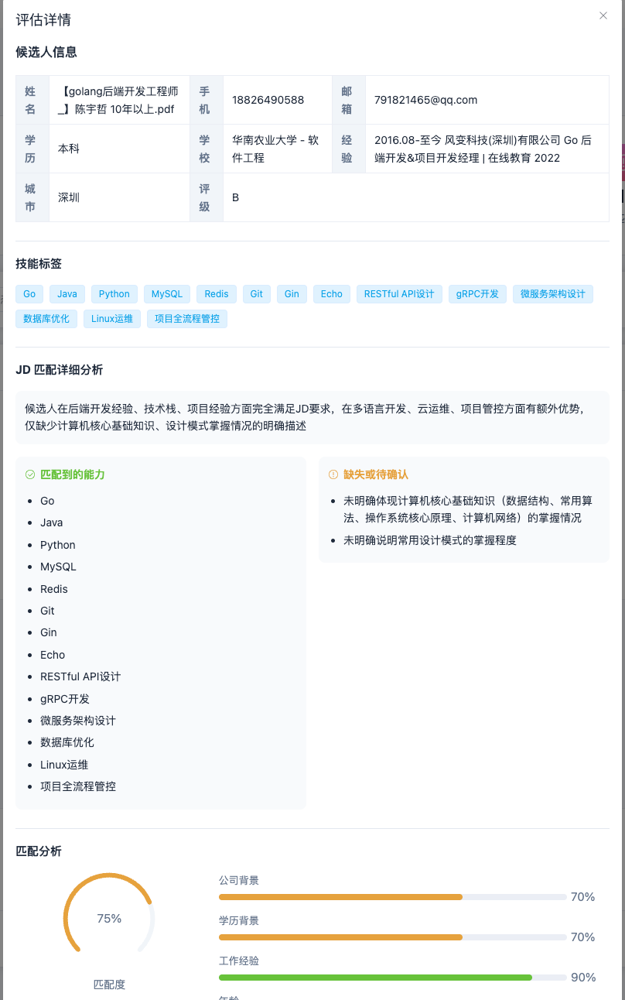 评估详情
候选人信息
姓名
【golang后端开发工程师
_】陈宇哲 10年以上.pdf
手机
18826490588
邮箱
791821465@qq.com
学历
本科
学校
华南农业大学 - 软
件工程
经验
2016.08-至今 风变科技(深圳)有限公司 Go 后
端开发&项目开发经理 | 在线教育 2022
城市
深圳
评级
B
技能标签
Go Java Python MySQL Redis Git Gin Echo RESTful API设计 gRPC开发 微服务架构设计
数据库优化 Linux运维 项目全流程管控
JD 匹配详细分析
候选人在后端开发经验、技术栈、项目经验方面完全满足JD要求，在多语言开发、云运维、项目管控方面有额外优势，
仅缺少计算机核心基础知识、设计模式掌握情况的明确描述
匹配到的能力
Go
Java
Python
MySQL
Redis
Git
Gin
Echo
RESTful API设计
gRPC开发
微服务架构设计
数据库优化
Linux运维
项目全流程管控
缺失或待确认
未明确体现计算机核心基础知识（数据结构、常用算
法、操作系统核心原理、计算机网络）的掌握情况
未明确说明常用设计模式的掌握程度
匹配分析
75%
匹配度
公司背景
70%
学历背景
70%
工作经验
90%